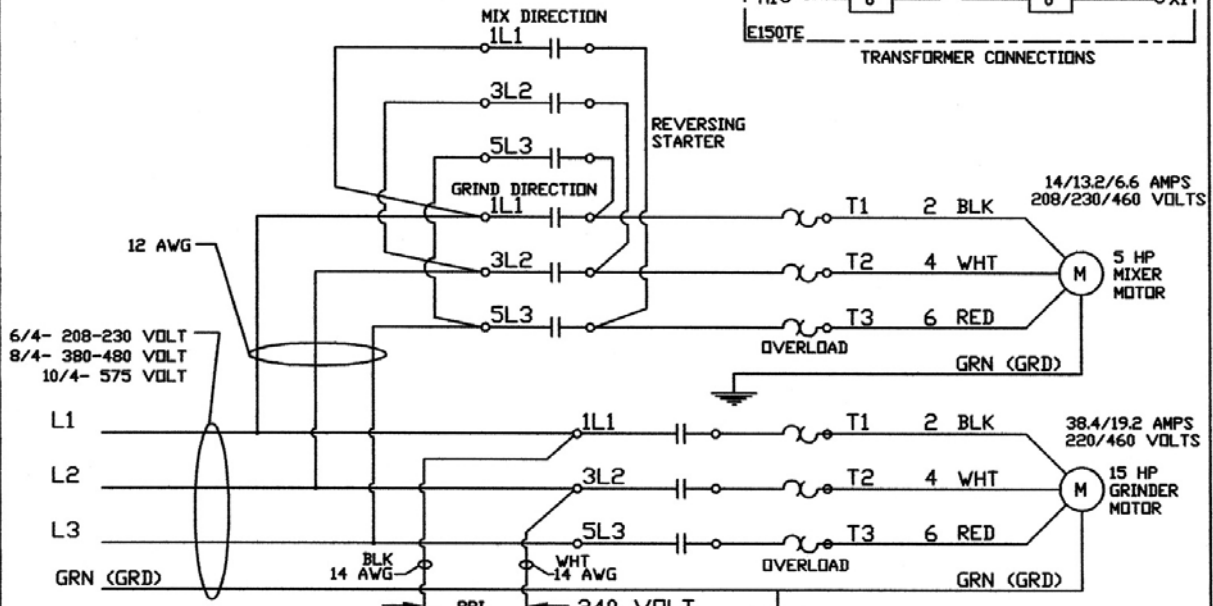 MIX DIRECTION
1L1
E150TE
TRANSFORMER CONNECTIONS
3L2
REVERSING
STARTER
5L3
GRIND DIRECTION
1L1
14/13.2/6.6 AMPS
208/230/460 VOLTS
T1 2 BLK
12 AWG
3L2
T2 4 WHT
M
5 HP
MIXER
MOTOR
5L3
T3 6 RED
OVERLOAD
6/4- 208-230 VOLT
8/4- 380-480 VOLT
10/4- 575 VOLT
GRN (GRD)
L1
1L1
T1 2 BLK
38.4/19.2 AMPS
220/460 VOLTS
L2
3L2
T2 4 WHT
M
15 HP
GRINDER
MOTOR
L3
5L3
T3 6 RED
OVERLOAD
BLK
14 AWG
WHT
14 AWG
GRN (GRD)
GRN (GRD)